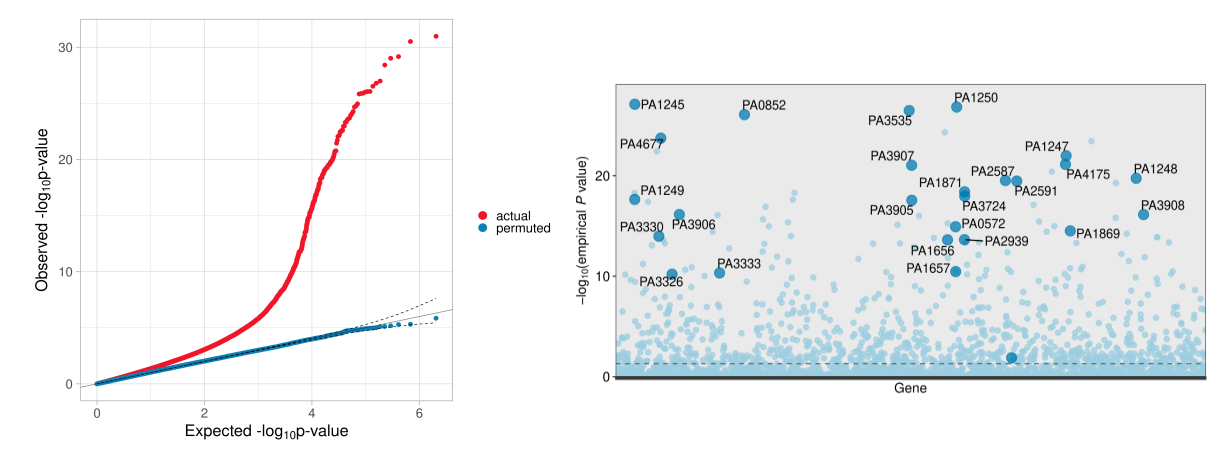 30
20
10
0
0
2
4
6
Observed -log10p-value
Expected -log10p-value
actual
permuted
−log10(empirical P value)
20
10
0
Gene
PA1245
PA0852
PA1250
PA3535
PA4677
PA1247
PA3907
PA2587
PA4175
PA1248
PA1871
PA2591
PA1249
PA3905
PA3724
PA3908
PA3330
PA3906
PA0572
PA1869
PA1656
PA2939
PA3333
PA1657
PA3326